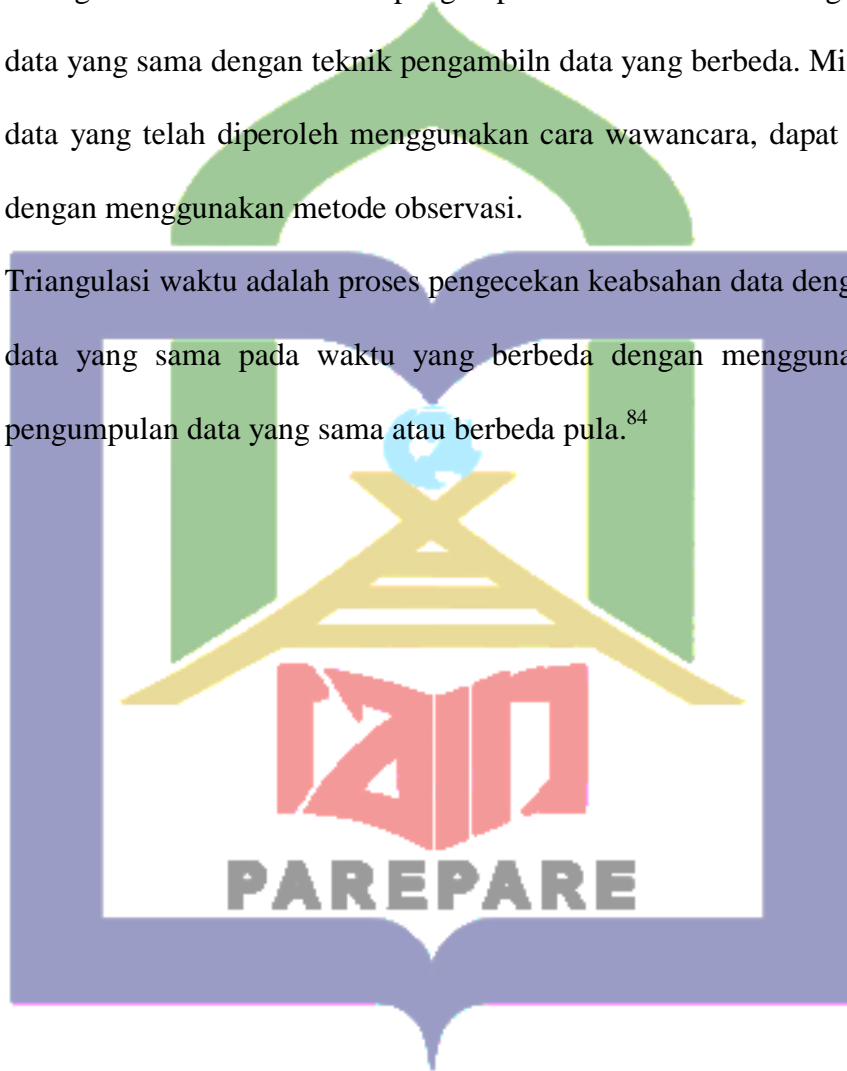 data yang sama dengan teknik pengambiln data yang berbeda. Mi
data yang telah diperoleh menggunakan cara wawancara, dapat
dengan menggunakan metode observasi.
Triangulasi waktu adalah proses pengecekan keabsahan data deng
data yang sama pada waktu yang berbeda dengan mengguna
pengumpulan data yang sama atau berbeda pula.84
iain
PAREPARE